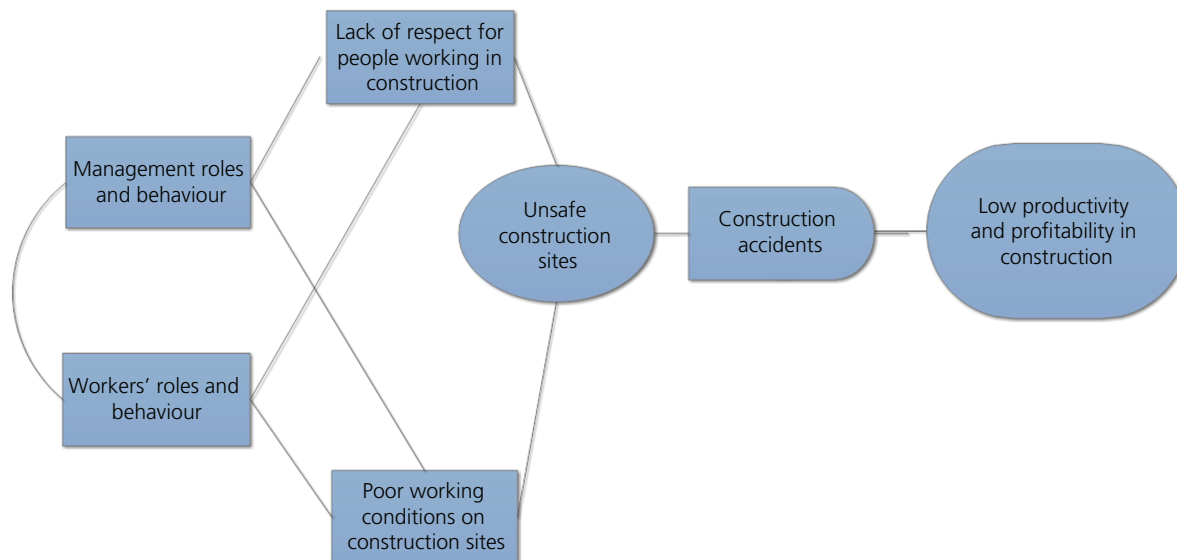 Lack of respect for
people working in
construction
Management roles
and behaviour
Unsafe
construction
sites
Construction
accidents
Low productivity
and profitability in
construction
Workers’ roles and
behaviour
Poor working
conditions on
construction sites